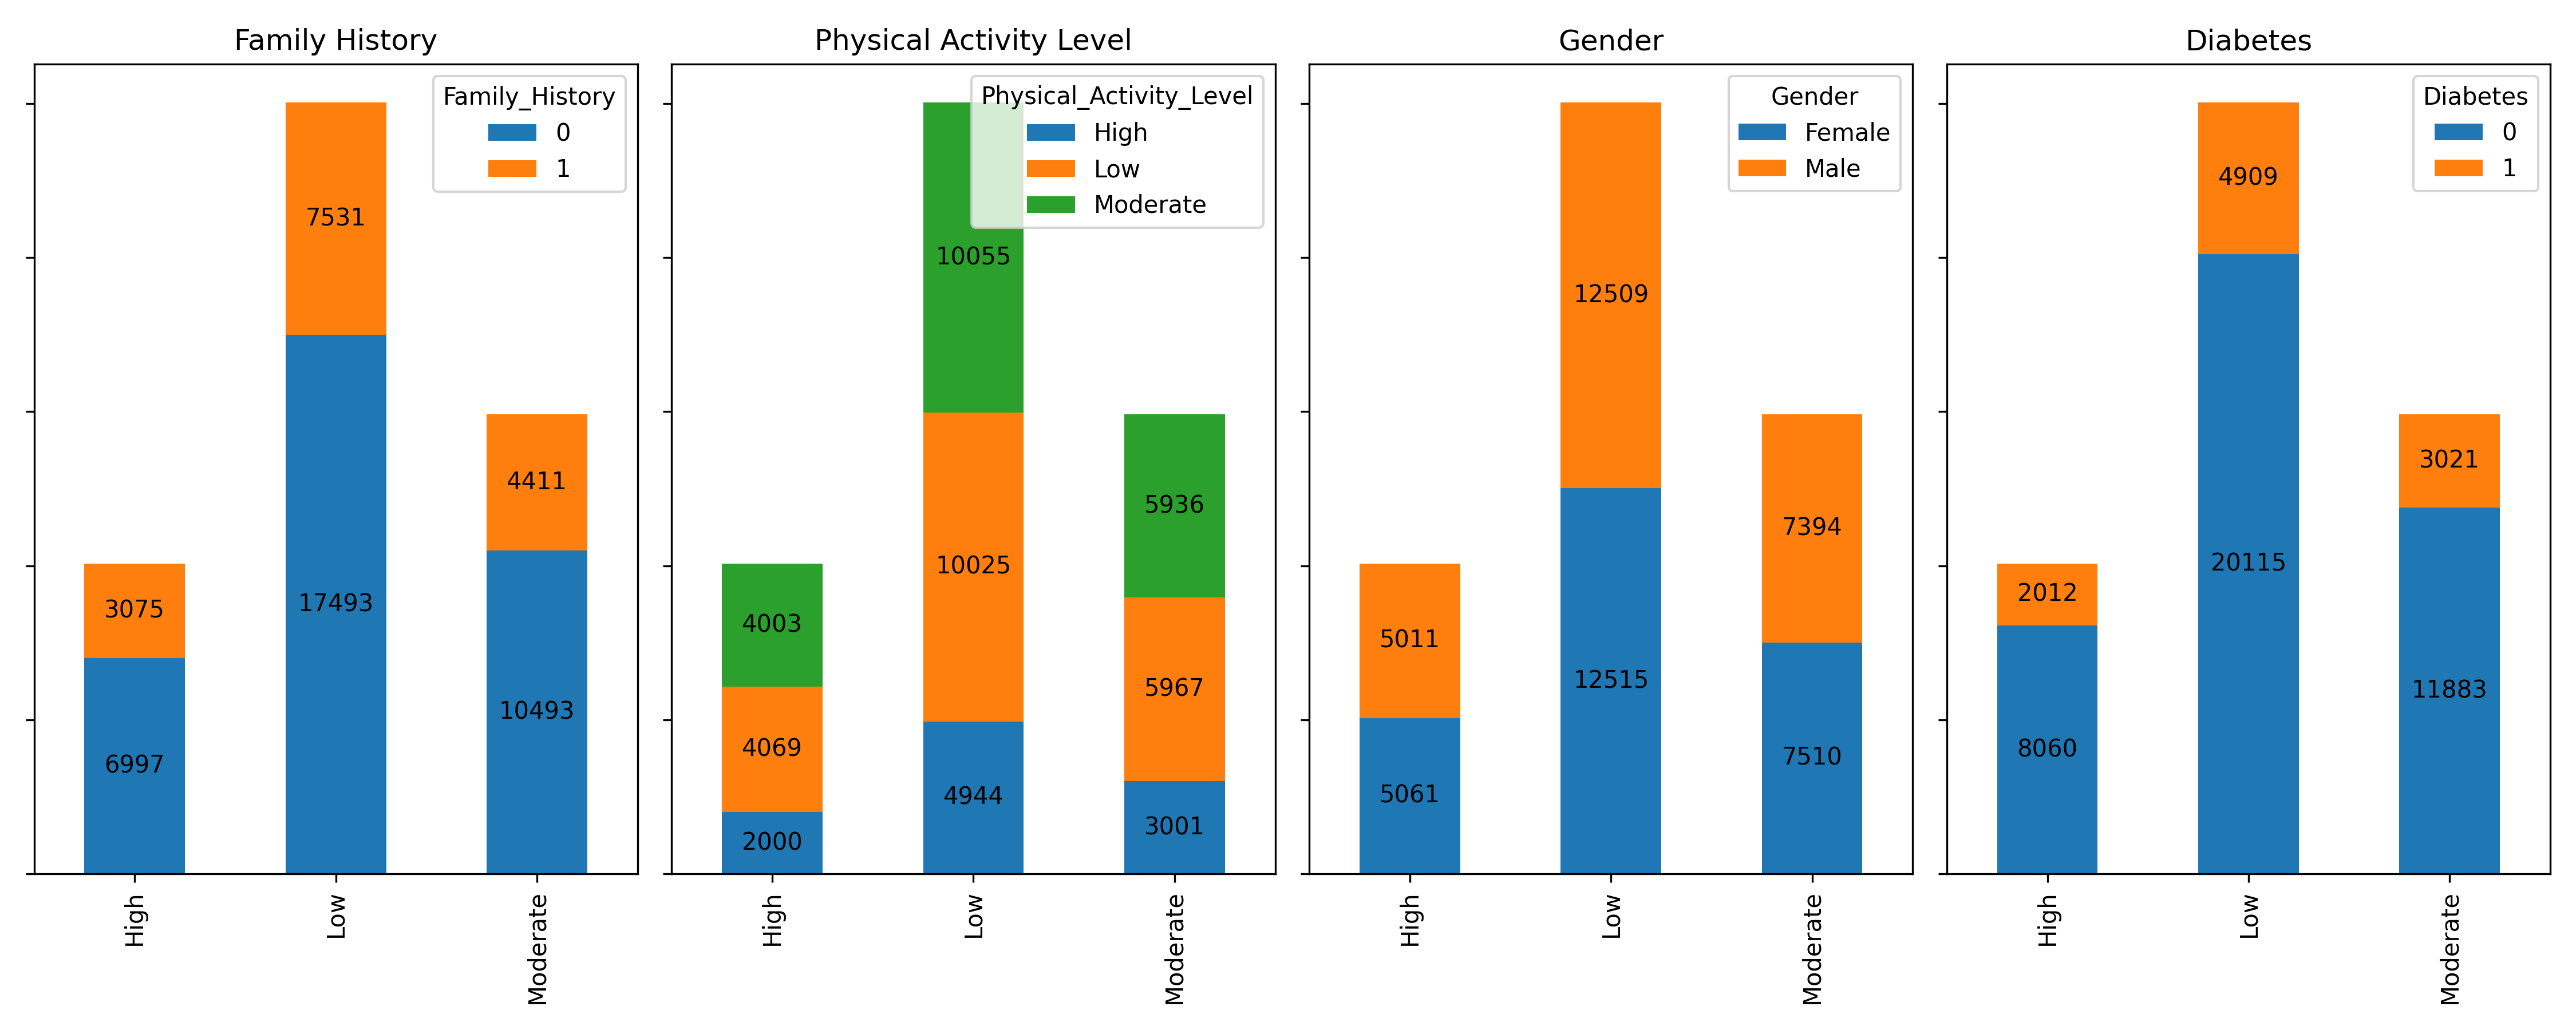 Family History
Family_History
0
1
7531
17493
4411
10493
3075
6997
High
Low
Moderate
Physical Activity Level
Physical_Activity_Level
High
Low
Moderate
10055
10025
4944
5936
5967
3001
4003
4069
2000
High
Low
Moderate
Gender
Gender
Female
Male
12509
12515
7394
7510
5011
5061
High
Low
Moderate
Diabetes
Diabetes
0
1
4909
20115
3021
11883
2012
8060
High
Low
Moderate